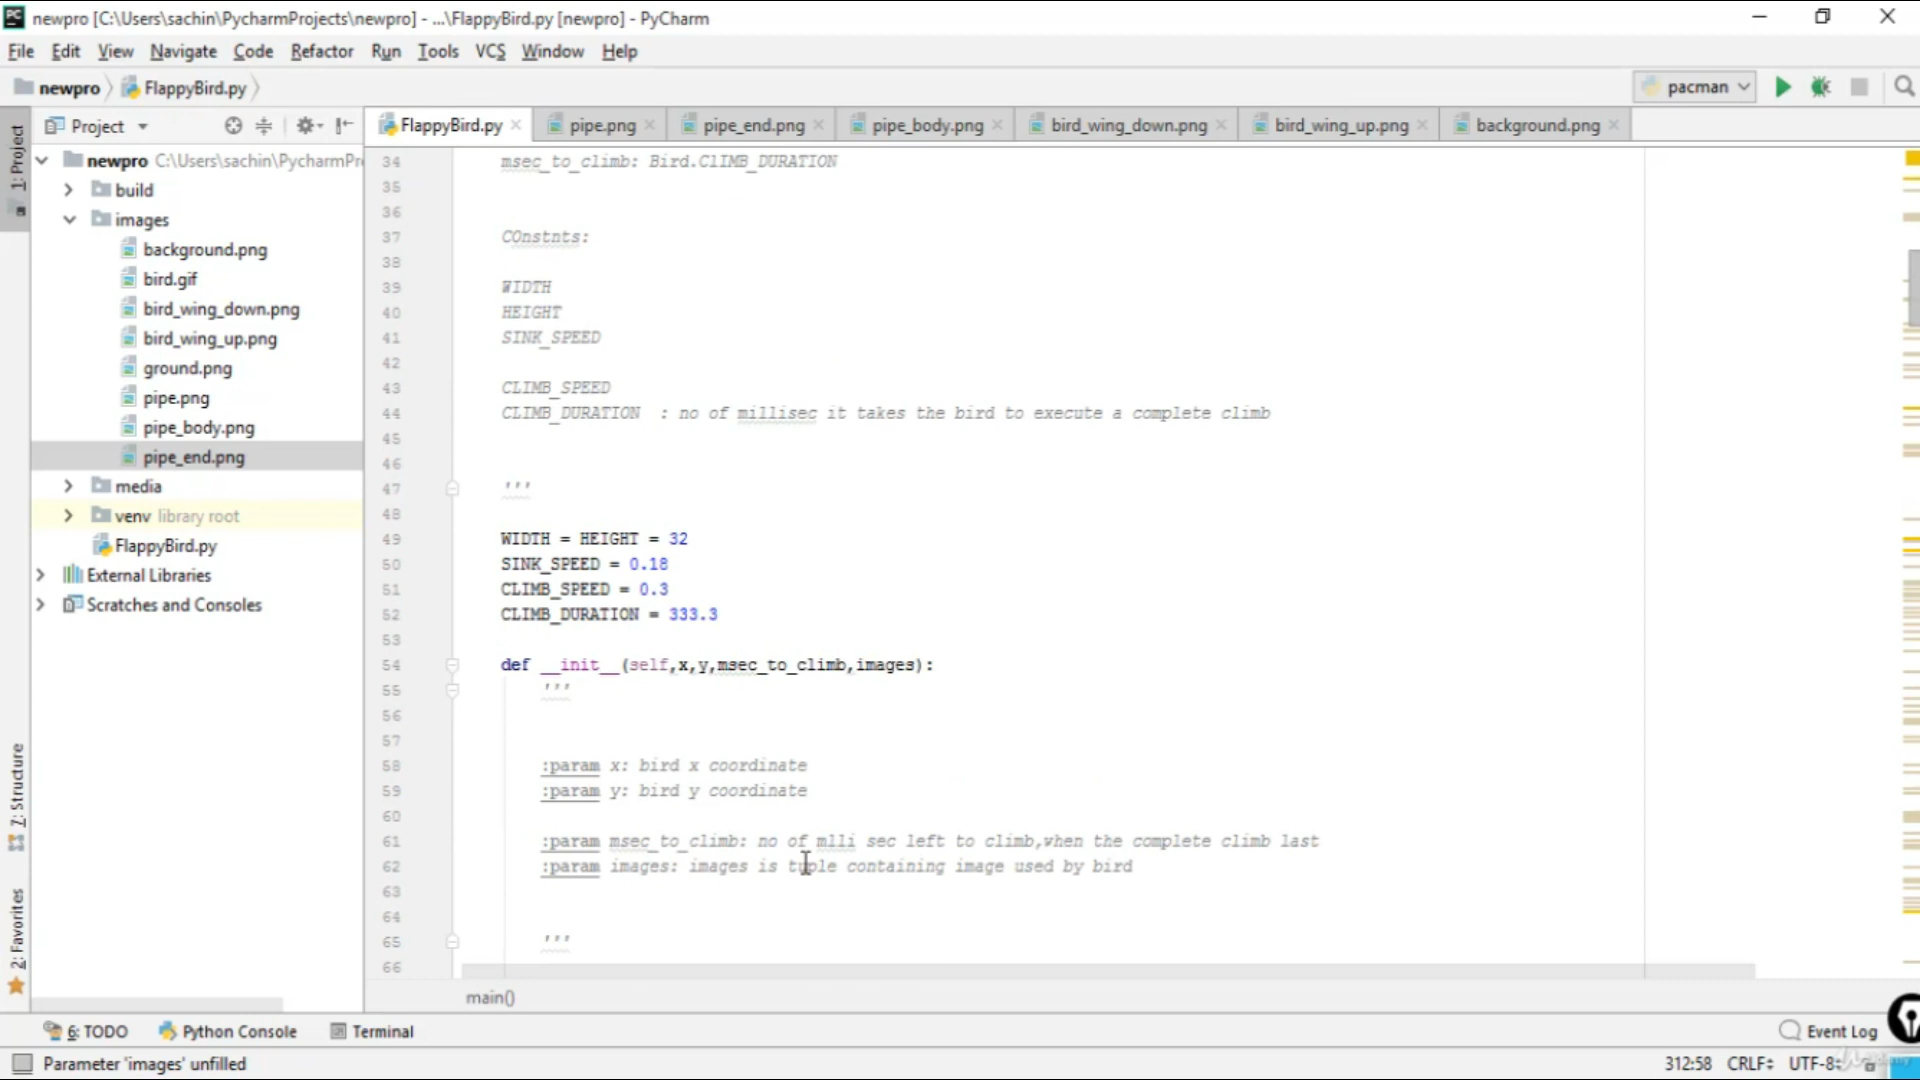 newpro [C:\Users\sachin\PycharmProjects\newpro] - ...\FlappyBird.py [newpro] - PyCharm
File Edit View Navigate Code Refactor Run Tools VCS Window Help
newpro FlappyBird.py pacman
Project FlappyBird.py pipe.png pipe_end.png pipe_body.png bird_wing_down.png bird_wing_up.png background.png
1: Project
7: Structure
2: Favorites
newpro C:\Users\sachin\PycharmPr
build
images
background.png
bird.gif
bird_wing_down.png
bird_wing_up.png
ground.png
pipe.png
pipe_body.png
pipe_end.png
media
venv library root
FlappyBird.py
External Libraries
Scratches and Consoles
34 msec_to_climb: Bird.ClIMB_DURATION
35
36
37 COnstnts:
38
39 WIDTH
40 HEIGHT
41 SINK_SPEED
42
43 CLIMB_SPEED
44 CLIMB_DURATION : no of millisec it takes the bird to execute a complete climb
45
46
47 '''
48
49 WIDTH = HEIGHT = 32
50 SINK_SPEED = 0.18
51 CLIMB_SPEED = 0.3
52 CLIMB_DURATION = 333.3
53
54 def __init__(self,x,y,msec_to_climb,images):
55 '''
56
57
58 :param x: bird x coordinate
59 :param y: bird y coordinate
60
61 :param msec_to_climb: no of mlli sec left to climb,when the complete climb last
62 :param images: images is tuple containing image used by bird
63
64
65 '''
66
main()
6: TODO Python Console Terminal Event Log
Parameter 'images' unfilled 312:58 CRLF UTF-8